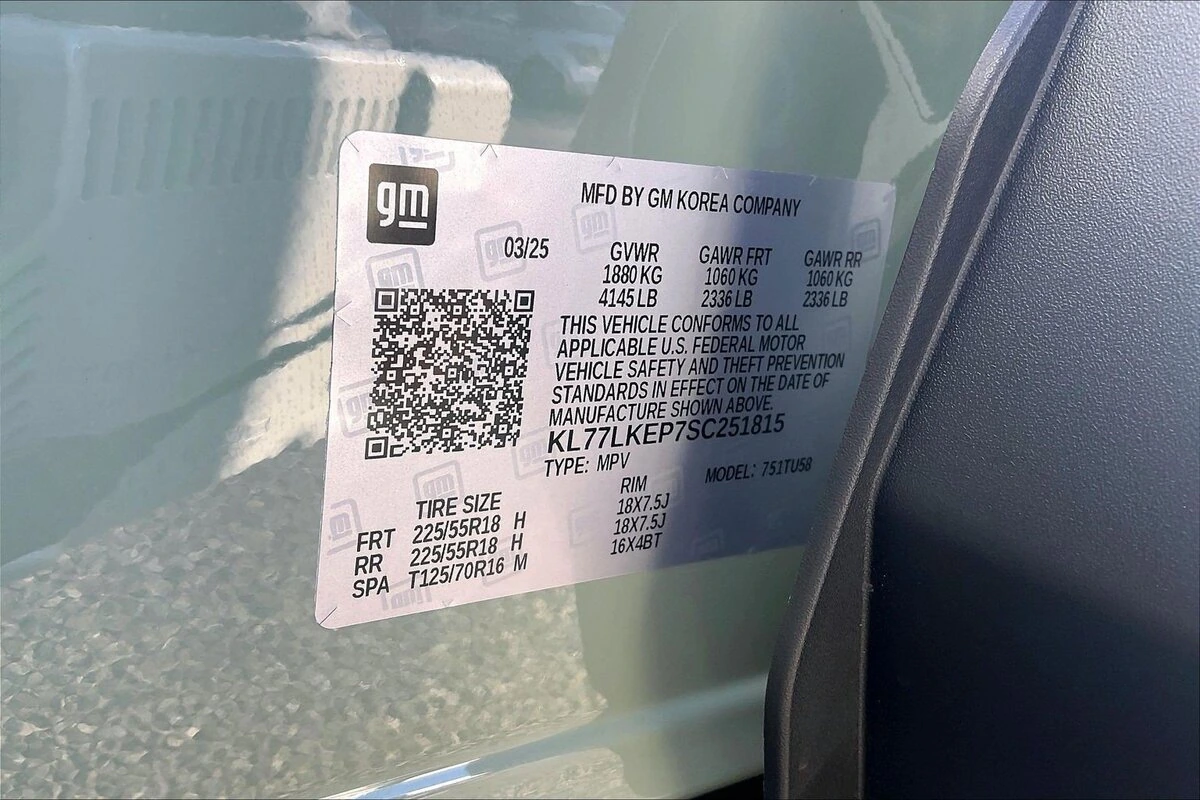 gm
MFD BY GM KOREA COMPANY
03/25
GVWR GAWR FRT GAWR RR
1880 KG 1060 KG 1060 KG
4145 LB 2336 LB 2336 LB
THIS VEHICLE CONFORMS TO ALL
APPLICABLE U.S. FEDERAL MOTOR
VEHICLE SAFETY AND THEFT PREVENTION
STANDARDS IN EFFECT ON THE DATE OF
MANUFACTURE SHOWN ABOVE.
KL77LKEP7SC251815
TYPE: MPV MODEL: 751TU58
TIRE SIZE RIM
FRT 225/55R18 H 18X7.5J
RR 225/55R18 H 18X7.5J
SPA T125/70R16 M 16X4BT